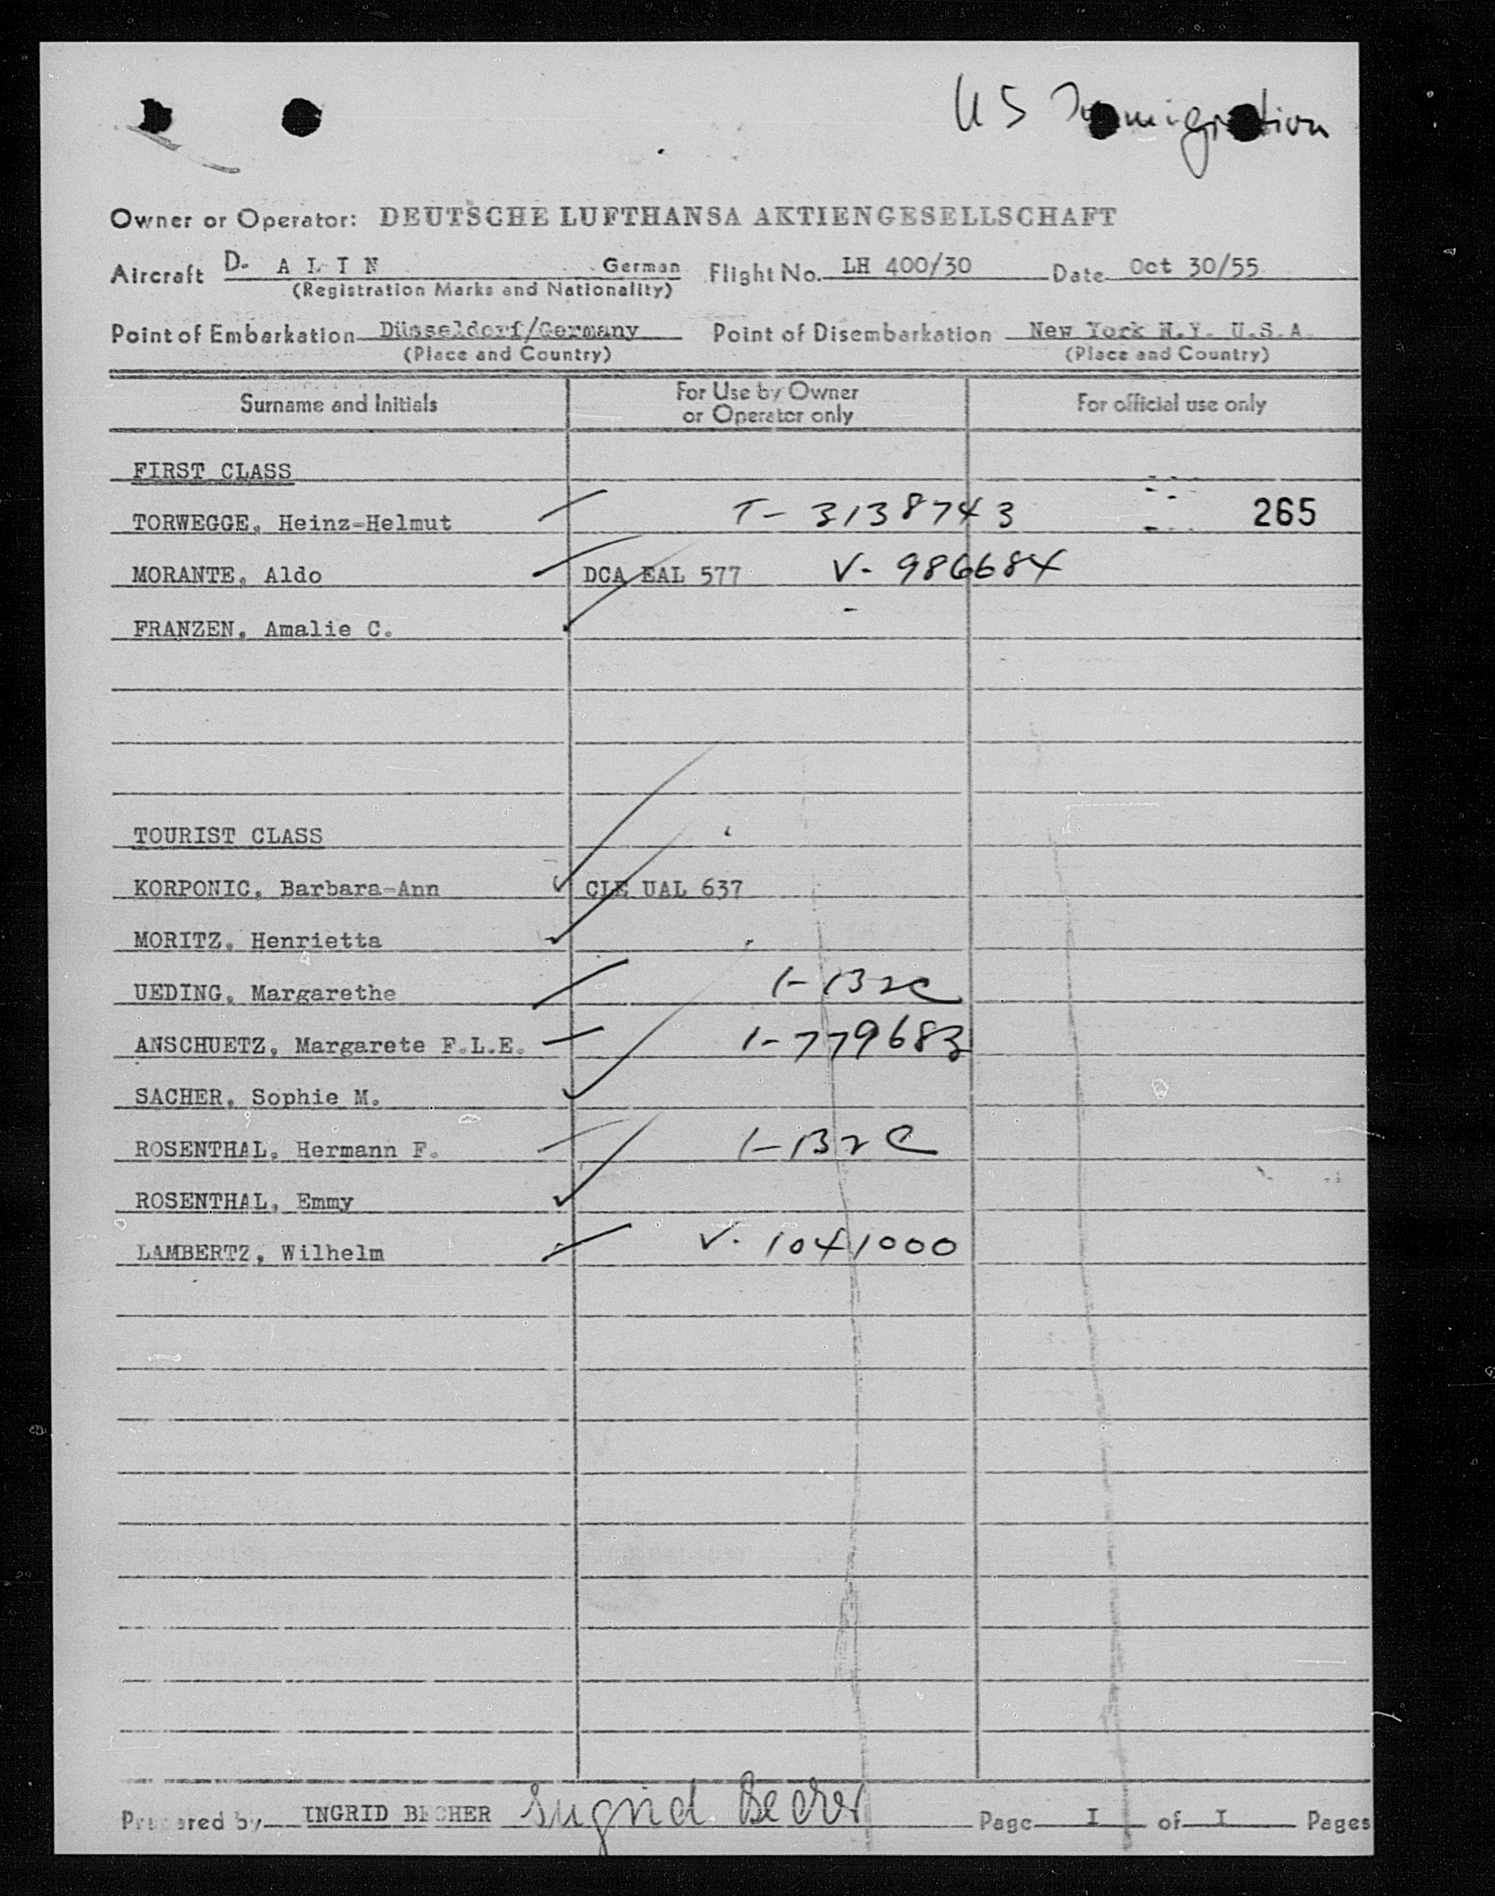 US Immigration
Owner or Operator: DEUTSCHE LUFTHANSA AKTIENGESELLSCHAFT
Aircraft D- A L I N German Flight No. LH 400/30 Date Oct 30/55
(Registration Marks and Nationality)
Point of Embarkation Düsseldorf/Germany Point of Disembarkation New York N.Y. U.S.A.
(Place and Country) (Place and Country)
Surname and Initials For Use by Owner or Operator only For official use only
FIRST CLASS
TORWEGGE, Heinz-Helmut T- 3138743 265
MORANTE, Aldo DCA EAL 577 V- 986684
FRANZEN, Amalie C.
TOURIST CLASS
KORPONIC, Barbara-Ann CLE UAL 637
MORITZ, Henrietta
UEDING, Margarethe 1-132c
ANSCHUETZ, Margarete F.L.E. 1-779683
SACHER, Sophie M.
ROSENTHAL, Hermann F. 1-132C
ROSENTHAL, Emmy
LAMBERTZ, Wilhelm V- 1041000
Prepared by INGRID BECHER Ingrid Becher Page I of I Pages